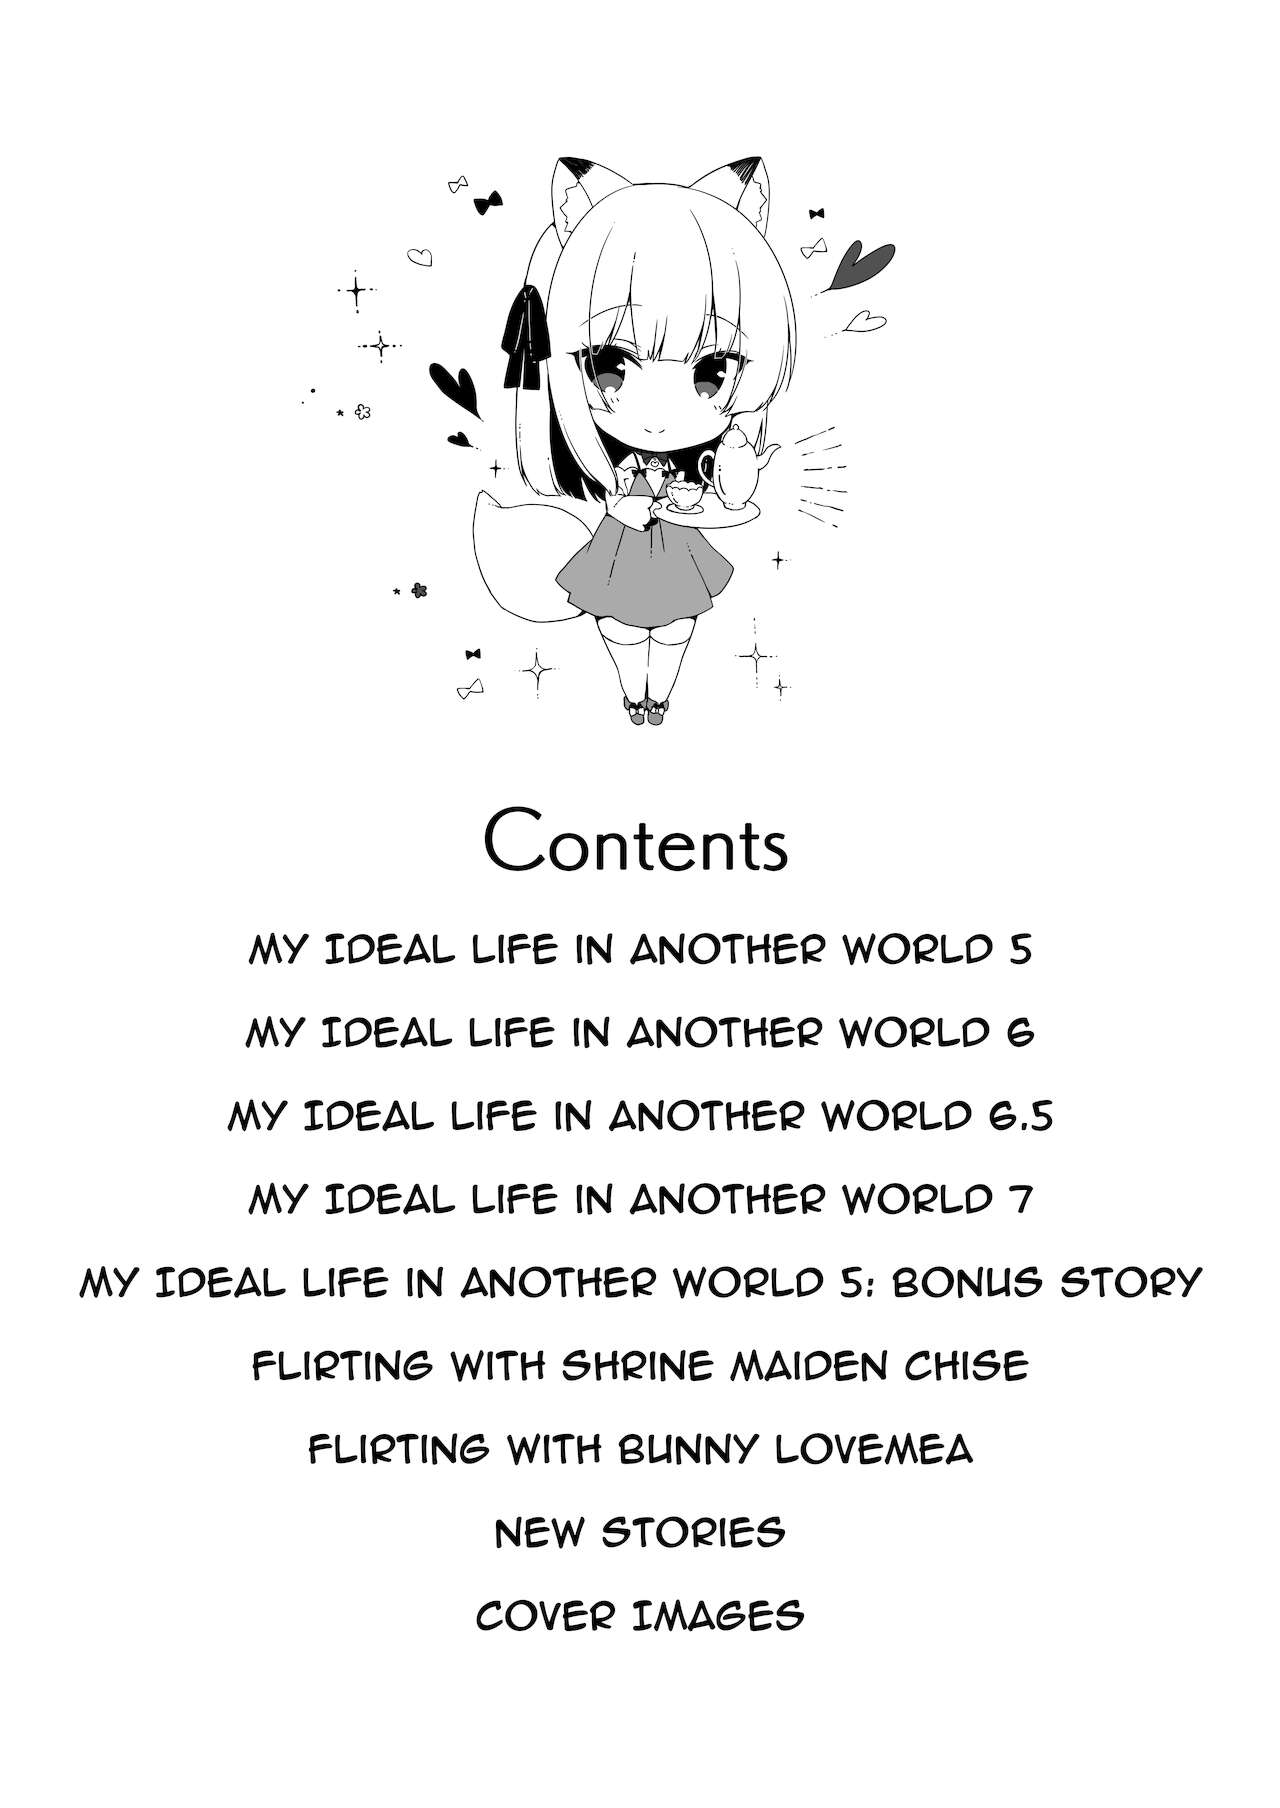 Contents
MY IDEAL LIFE IN ANOTHER WORLD 5
MY IDEAL LIFE IN ANOTHER WORLD 6
MY IDEAL LIFE IN ANOTHER WORLD 6.5
MY IDEAL LIFE IN ANOTHER WORLD 7
MY IDEAL LIFE IN ANOTHER WORLD 5: BONUS STORY
FLIRTING WITH SHRINE MAIDEN CHISE
FLIRTING WITH BUNNY LOVEMEA
NEW STORIES
COVER IMAGES